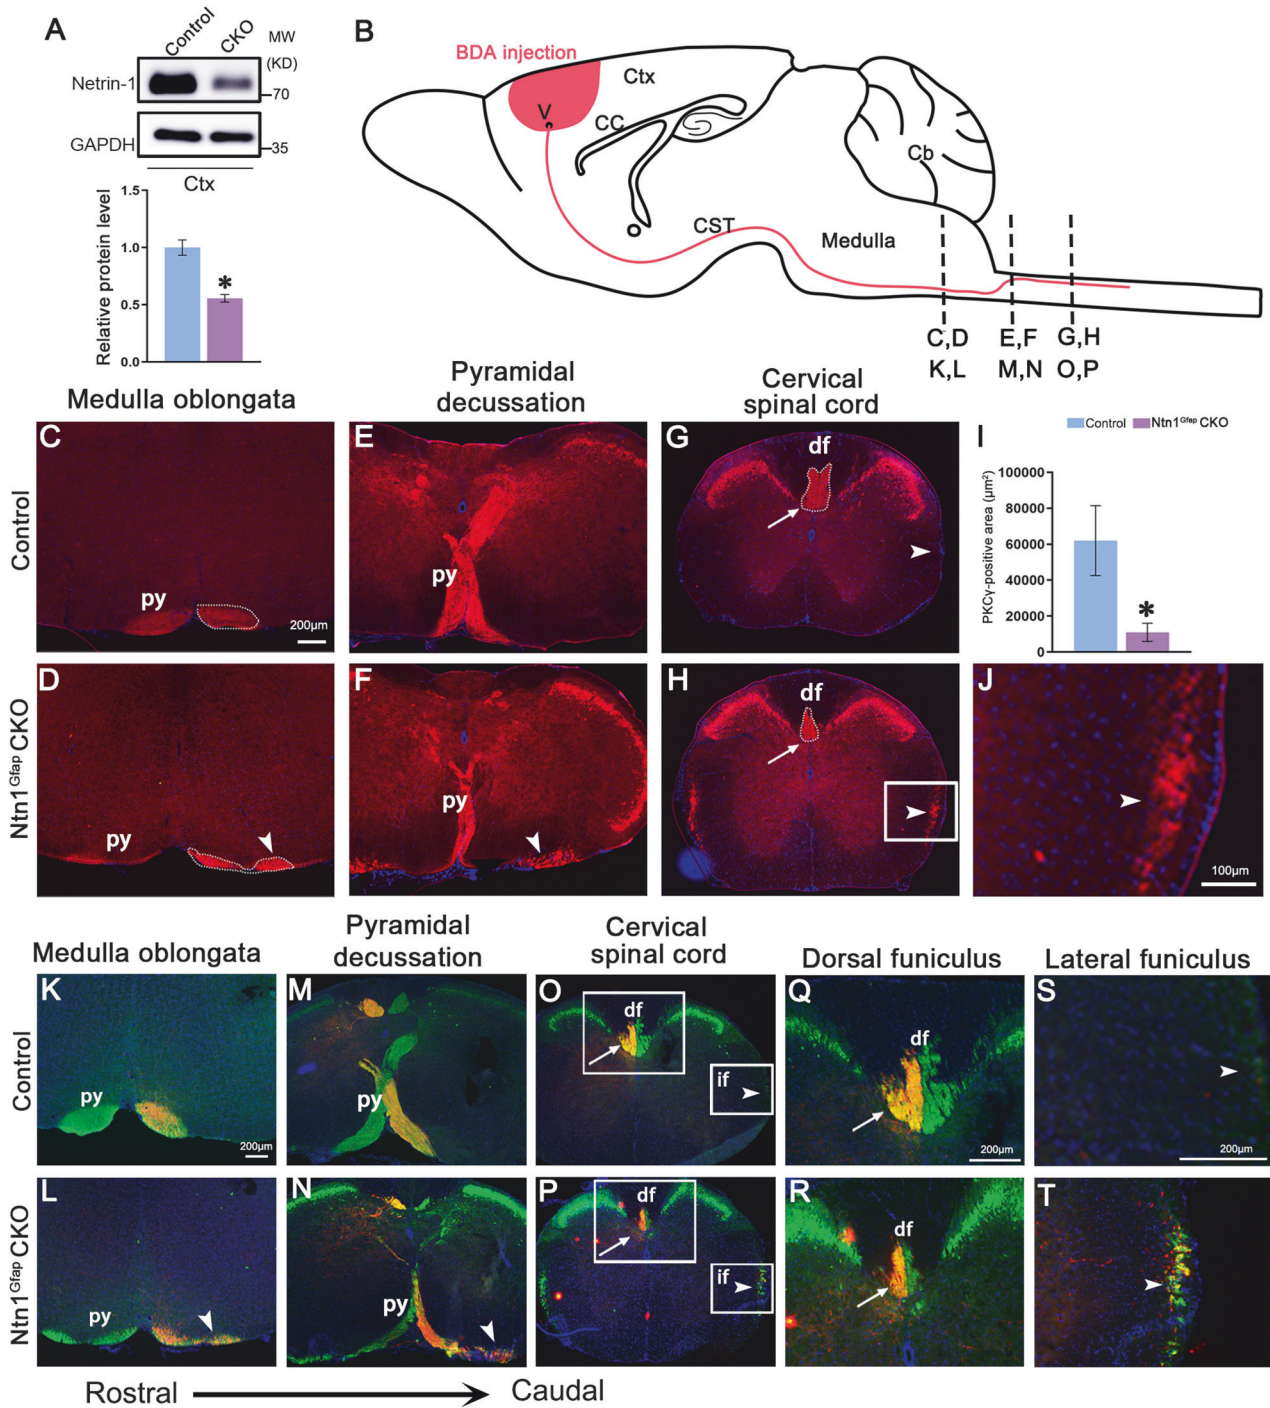 A
Control
CKO
MW
(KD)
Netrin-1
70
GAPDH
35
Ctx
Relative protein level
1.5
1.0
0.5
0.0
*
B
BDA injection
Ctx
V
CC
Cb
CST
Medulla
C,D
E,F
G,H
K,L
M,N
O,P
Medulla oblongata
Pyramidal
decussation
Cervical
spinal cord
Control
C
py
200μm
E
py
G
df
I
Control
Ntn1Gfap CKO
PKCγ-positive area (μm²)
100000
80000
60000
40000
20000
0
*
Ntn1Gfap CKO
D
py
F
py
H
df
J
100μm
Medulla oblongata
Pyramidal
decussation
Cervical
spinal cord
Dorsal funiculus
Lateral funiculus
Control
K
py
200μm
M
py
O
df
if
Q
df
200μm
S
200μm
Ntn1Gfap CKO
L
py
N
py
P
df
if
R
df
T
Rostral
Caudal